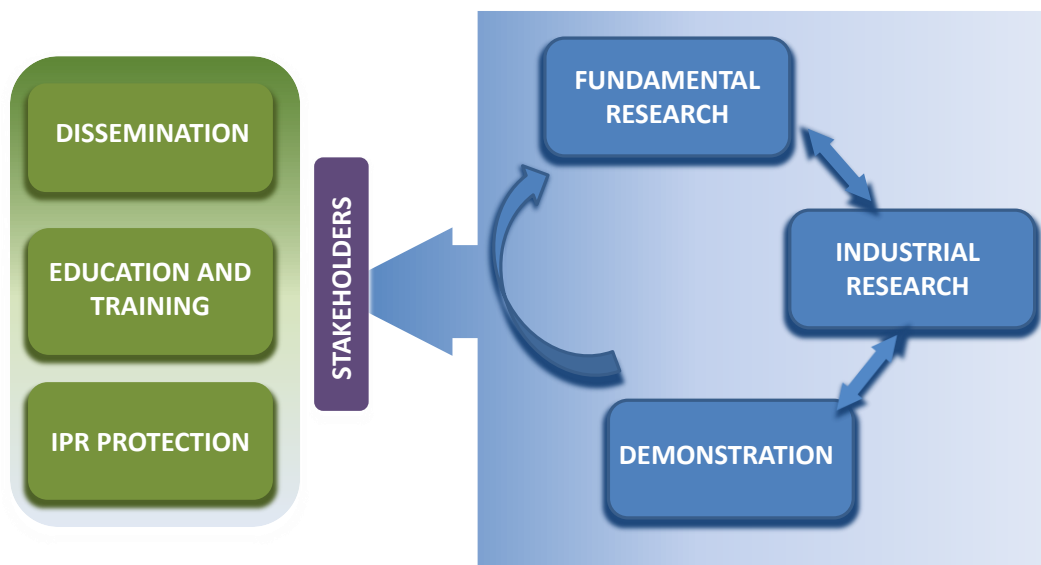 DISSEMINATION
EDUCATION AND
TRAINING
IPR PROTECTION
STAKEHOLDERS
FUNDAMENTAL
RESEARCH
INDUSTRIAL
RESEARCH
DEMONSTRATION